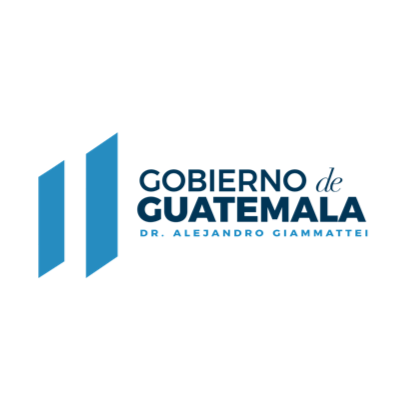 GOBIERNO de
GUATEMALA
DR. ALEJANDRO GIAMMATTEI